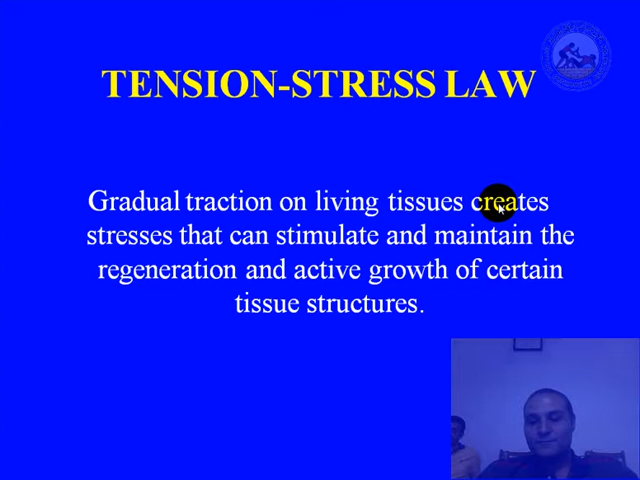 TENSION-STRESS LAW
Gradual traction on living tissues creates
stresses that can stimulate and maintain the
regeneration and active growth of certain
tissue structures.